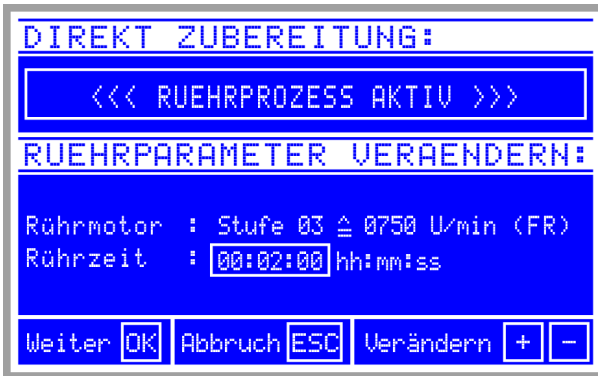 DIREKT ZUBEREITUNG:
<<< RUEHRPROZESS AKTIV >>>
RUEHRPARAMETER VERAENDERN:
Rührmotor : Stufe 03 ≙ 0750 U/min (FR)
Rührzeit : 00:02:00 hh:mm:ss
Weiter OK Abbruch ESC Verändern + -